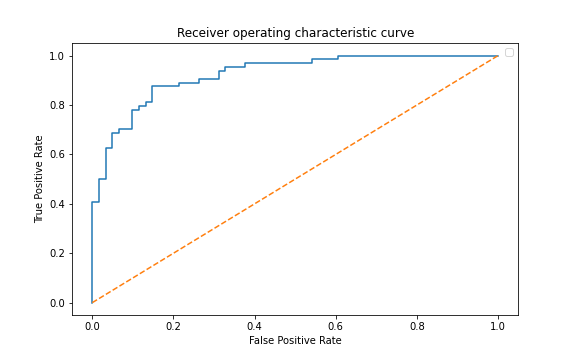 Receiver operating characteristic curve
1.0
0.8
0.6
0.4
0.2
0.0
True Positive Rate
0.0 0.2 0.4 0.6 0.8 1.0
False Positive Rate